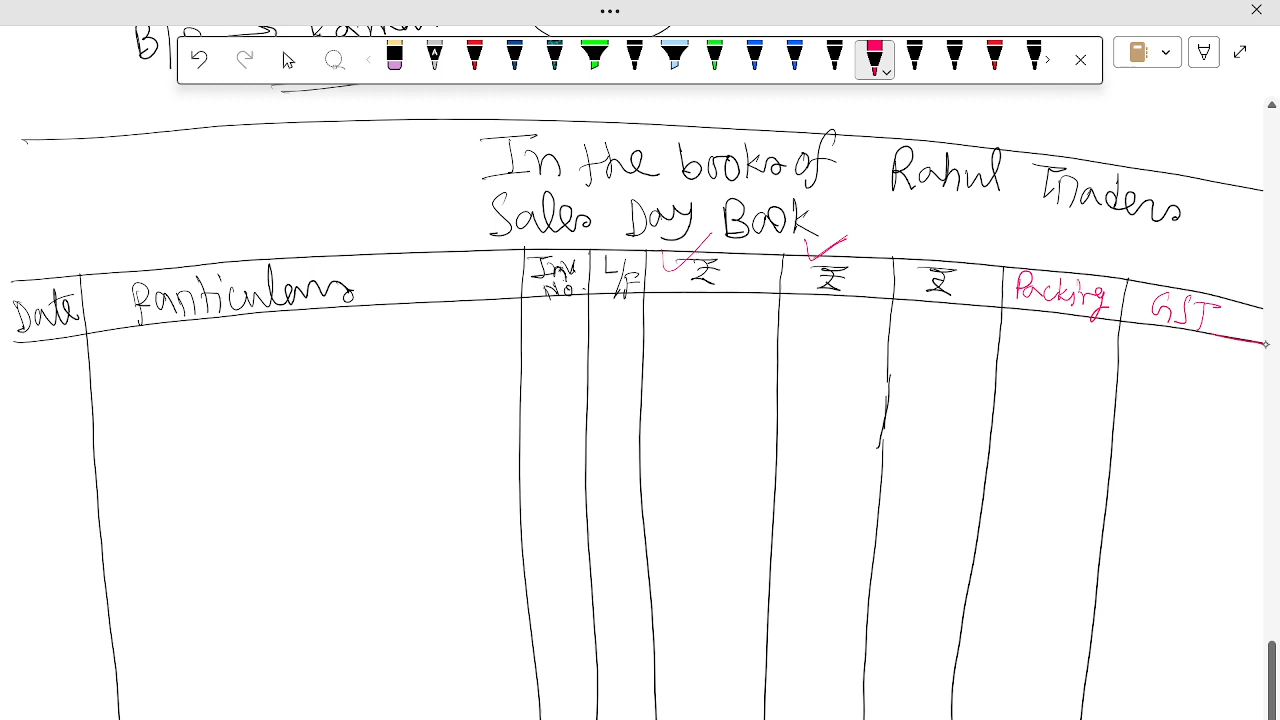 In the books of Rahul Traders
Sales Day Book
Date Particulars Inv No. L/F ₹ ₹ ₹ Packing GST